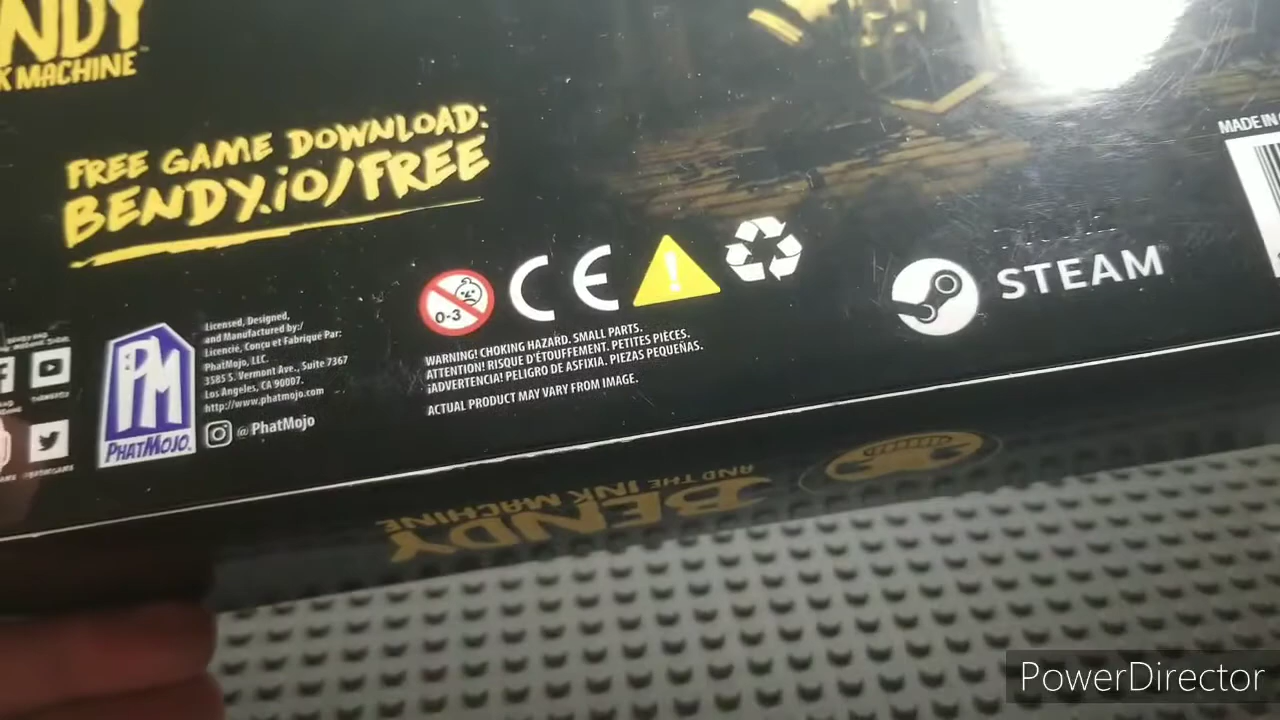 NDY
K MACHINE™
FREE GAME DOWNLOAD:
BENDY.iO/FREE
MADE IN
0-3
CE
!
STEAM
PM
PHATMOJO.
Licensed, Designed,
and Manufactured by:/
Licencié, Conçu et Fabriqué Par:
PhatMojo, LLC.
3585 S. Vermont Ave., Suite 7367
Los Angeles, CA 90007.
http://www.phatmojo.com
@ PhatMojo
WARNING! CHOKING HAZARD. SMALL PARTS.
ATTENTION! RISQUE D'ÉTOUFFEMENT. PETITES PIÈCES.
¡ADVERTENCIA! PELIGRO DE ASFIXIA. PIEZAS PEQUEÑAS.
ACTUAL PRODUCT MAY VARY FROM IMAGE.
BENDY
AND THE INK MACHINE
PowerDirector